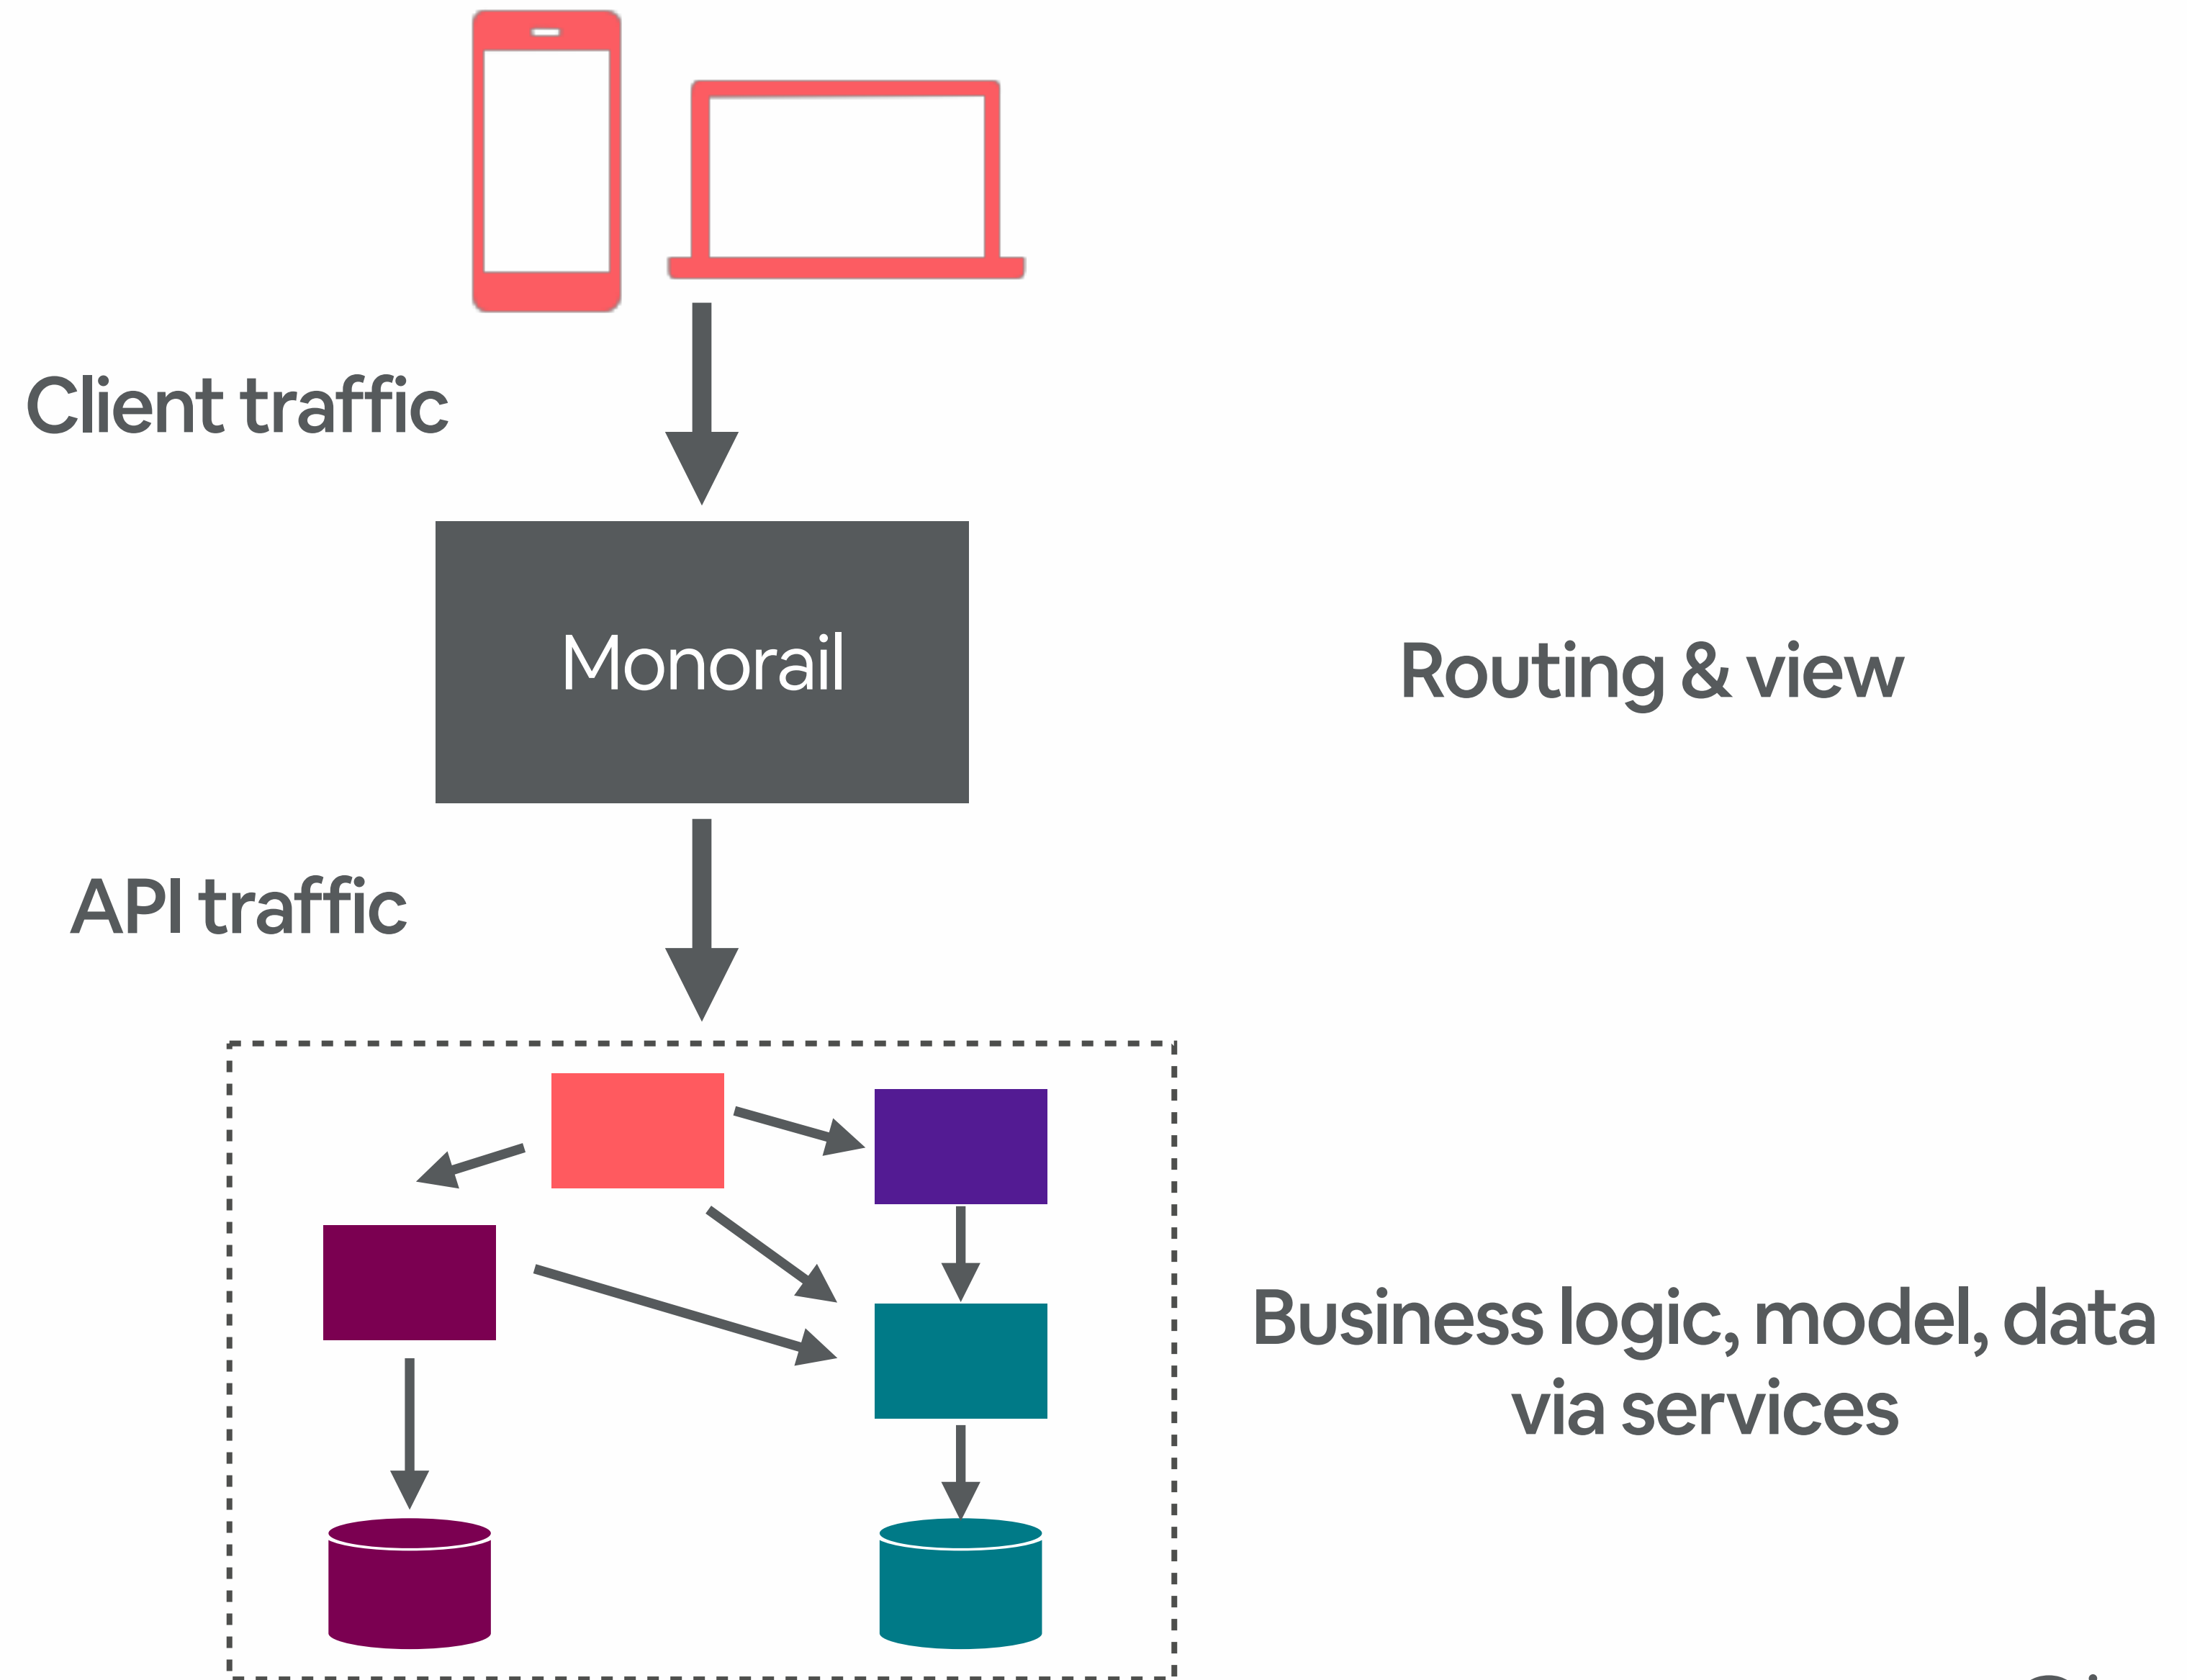 Client traffic
Monorail
Routing & view
API traffic
Business logic, model, data
via services